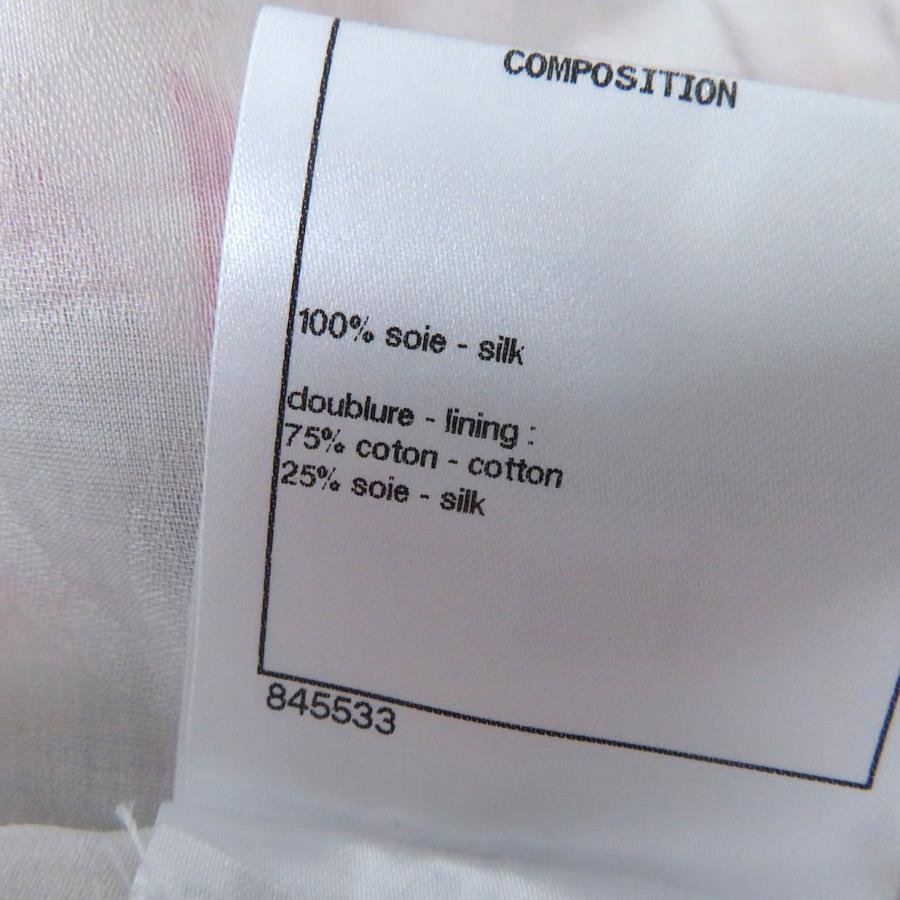 COMPOSITION
100% soie - silk
doublure - lining :
75% coton - cotton
25% soie - silk
845533